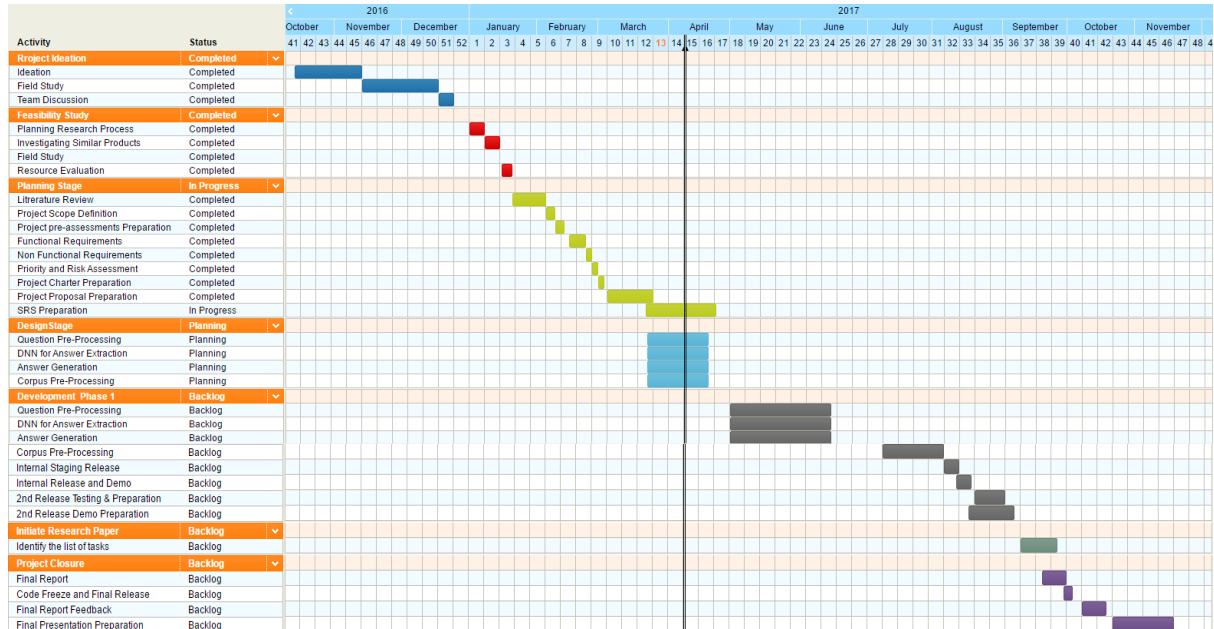 2016 2017
October November December January February March April May June July August September October November
Activity Status 41 42 43 44 45 46 47 48 49 50 51 52 1 2 3 4 5 6 7 8 9 10 11 12 13 14 15 16 17 18 19 20 21 22 23 24 25 26 27 28 29 30 31 32 33 34 35 36 37 38 39 40 41 42 43 44 45 46 47 48
Rroject Ideation Completed
Ideation Completed
Field Study Completed
Team Discussion Completed
Feasibility Study Completed
Planning Research Process Completed
Investigating Similar Products Completed
Field Study Completed
Resource Evaluation Completed
Planning Stage In Progress
Litrerature Review Completed
Project Scope Definition Completed
Project pre-assessments Preparation Completed
Functional Requirements Completed
Non Functional Requirements Completed
Priority and Risk Assessment Completed
Project Charter Preparation Completed
Project Proposal Preparation Completed
SRS Preparation In Progress
DesignStage Planning
Question Pre-Processing Planning
DNN for Answer Extraction Planning
Answer Generation Planning
Corpus Pre-Processing Planning
Development Phase 1 Backlog
Question Pre-Processing Backlog
DNN for Answer Extraction Backlog
Answer Generation Backlog
Corpus Pre-Processing Backlog
Internal Staging Release Backlog
Internal Release and Demo Backlog
2nd Release Testing & Preparation Backlog
2nd Release Demo Preparation Backlog
Initiate Research Paper Backlog
Identify the list of tasks Backlog
Project Closure Backlog
Final Report Backlog
Code Freeze and Final Release Backlog
Final Report Feedback Backlog
Final Presentation Preparation Backlog